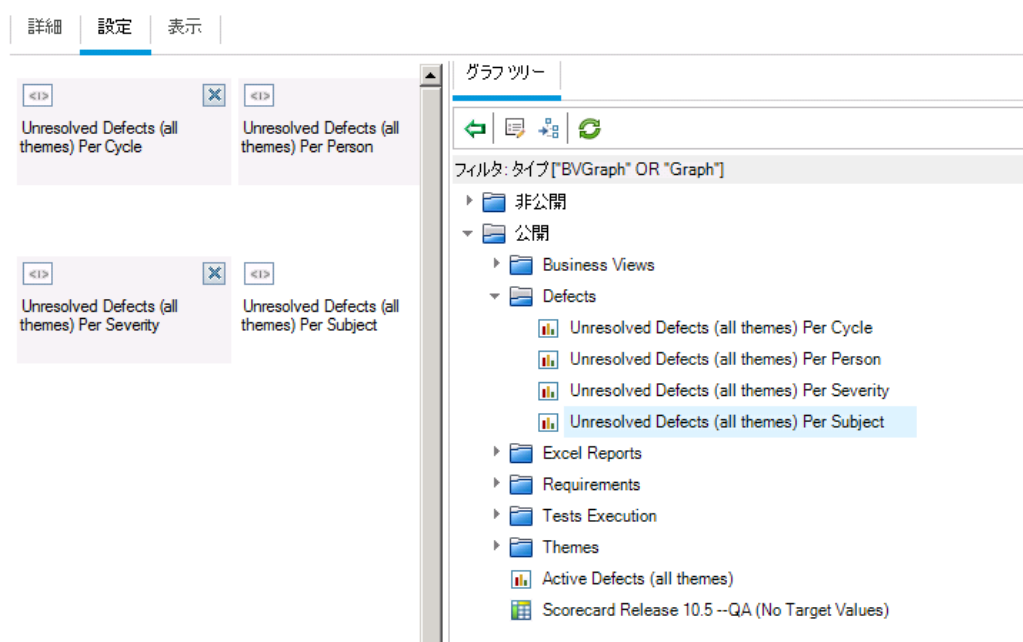 詳細 設定 表示
Unresolved Defects (all
themes) Per Cycle
Unresolved Defects (all
themes) Per Person
Unresolved Defects (all
themes) Per Severity
Unresolved Defects (all
themes) Per Subject
グラフ ツリー
フィルタ: タイプ ["BVGraph" OR "Graph"]
非公開
公開
Business Views
Defects
Unresolved Defects (all themes) Per Cycle
Unresolved Defects (all themes) Per Person
Unresolved Defects (all themes) Per Severity
Unresolved Defects (all themes) Per Subject
Excel Reports
Requirements
Tests Execution
Themes
Active Defects (all themes)
Scorecard Release 10.5 --QA (No Target Values)